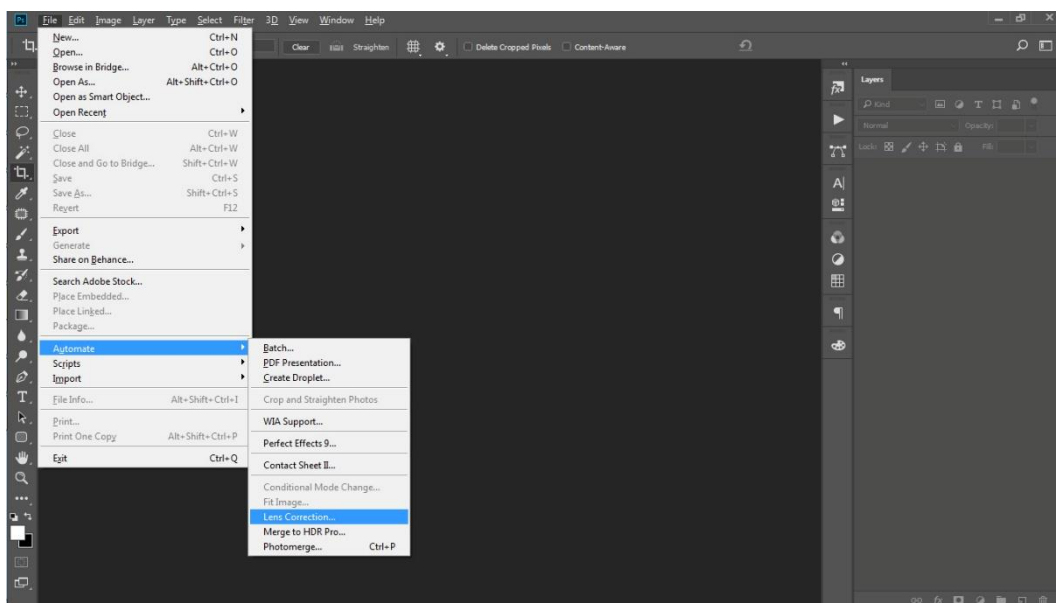 Ps File Edit Image Layer Type Select Filter 3D View Window Help
Clear Straighten Delete Cropped Pixels Content-Aware
New... Ctrl+N
Open... Ctrl+O
Browse in Bridge... Alt+Ctrl+O
Open As... Alt+Shift+Ctrl+O
Open as Smart Object...
Open Recent
Close Ctrl+W
Close All Alt+Ctrl+W
Close and Go to Bridge... Shift+Ctrl+W
Save Ctrl+S
Save As... Shift+Ctrl+S
Revert F12
Export
Generate
Share on Behance...
Search Adobe Stock...
Place Embedded...
Place Linked...
Package...
Automate
Scripts
Import
File Info... Alt+Shift+Ctrl+I
Print...
Print One Copy Alt+Shift+Ctrl+P
Exit Ctrl+Q
Batch...
PDF Presentation...
Create Droplet...
Crop and Straighten Photos
WIA Support...
Perfect Effects 9...
Contact Sheet II...
Conditional Mode Change...
Fit Image...
Lens Correction...
Merge to HDR Pro...
Photomerge... Ctrl+P
Layers
Kind
Normal Opacity:
Lock: Fill: